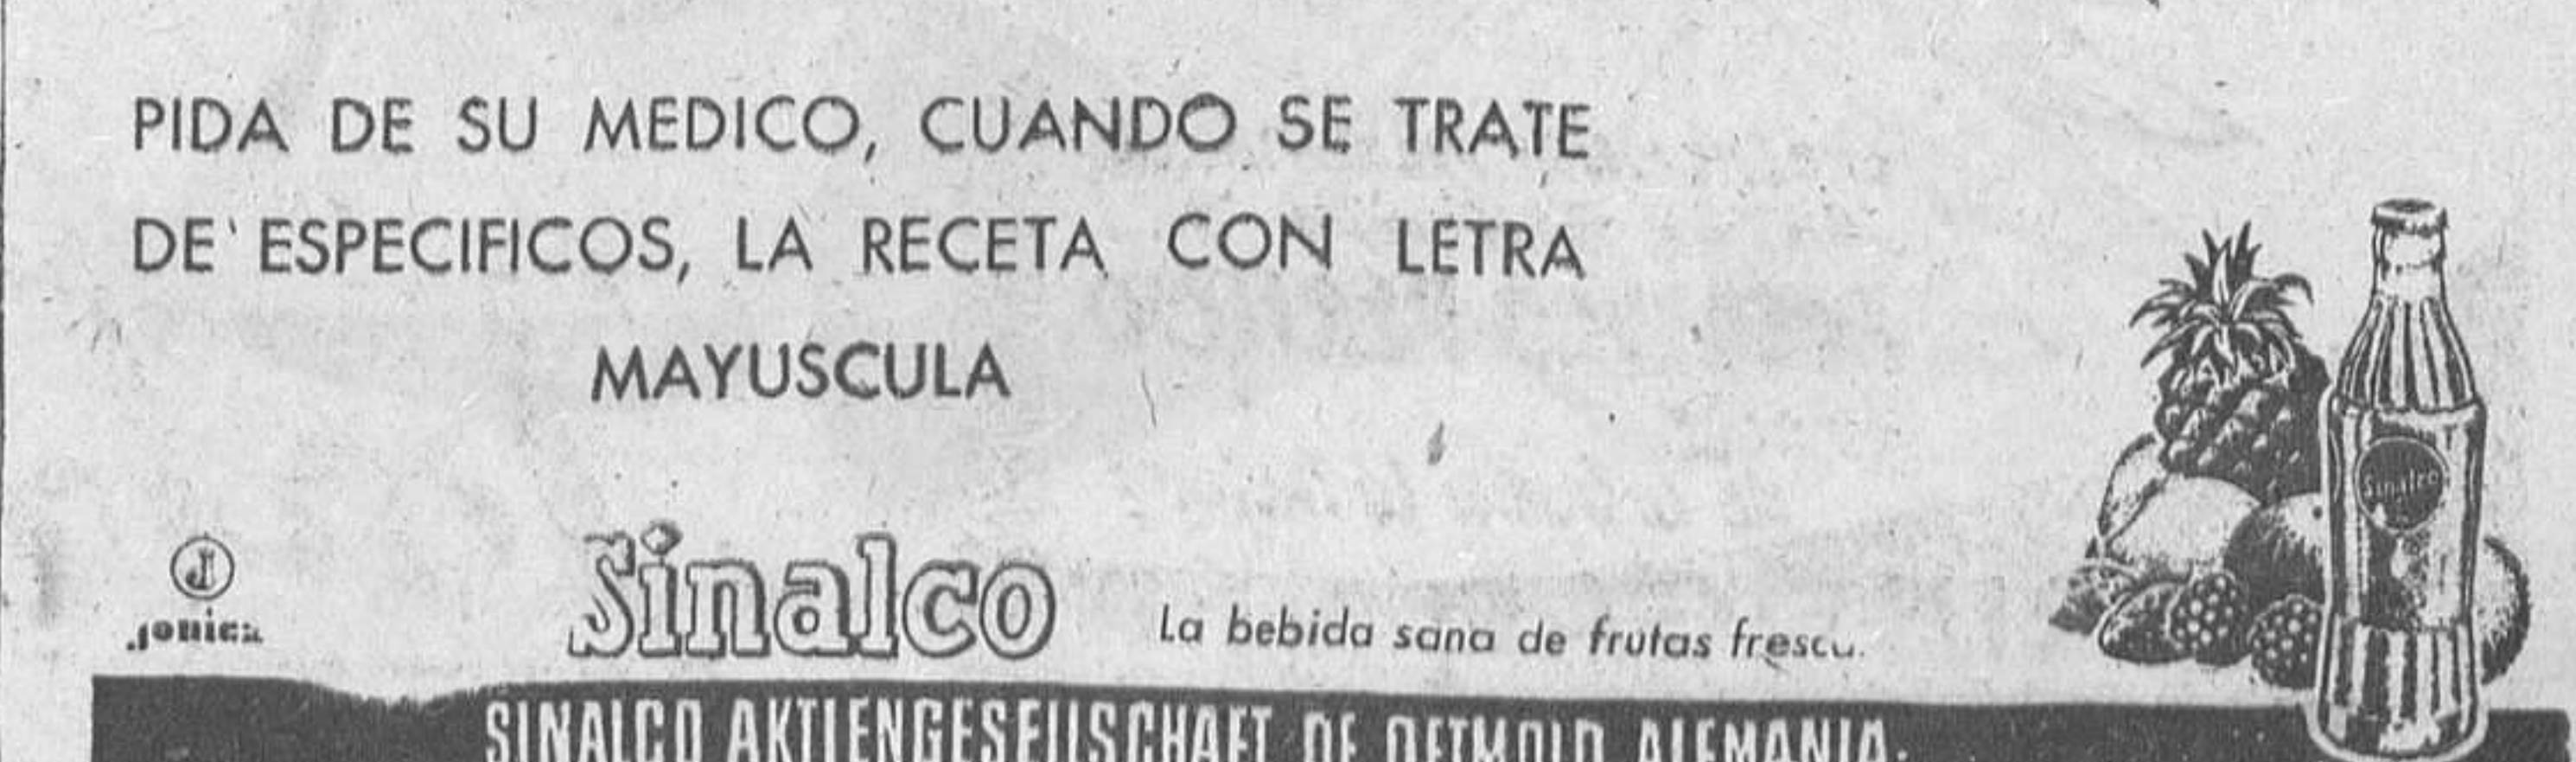 PIDA DE SU MEDICO, CUANDO SE TRATE
DE ESPECIFICOS, LA RECETA CON LETRA
MAYUSCULA
Sinalco
J
jonica
Sinalco
La bebida sana de frutas
SINALCO AKTIENGESELLSCHAFT DE DETMOLD ALEMANIA.